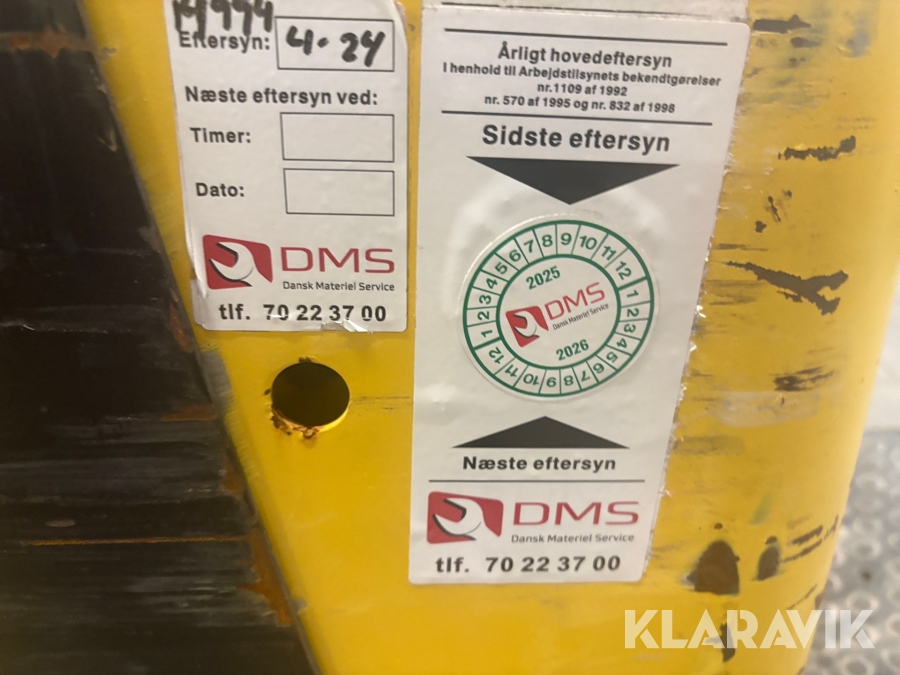 14994
Eftersyn: 4.24
Næste eftersyn ved:
Timer:
Dato:
DMS
Dansk Materiel Service
tlf. 70 22 37 00
Årligt hovedeftersyn
I henhold til Arbejdstilsynets bekendtgørelser
nr.1109 af 1992
nr. 570 af 1995 og nr. 832 af 1998
Sidste eftersyn
1 2 3 4 5 6 7 8 9 10 11 12
2025
DMS
Dansk Materiel Service
2026
1 2 3 4 5 6 7 8 9 10 11 12
Næste eftersyn
DMS
Dansk Materiel Service
tlf. 70 22 37 00
KLARAVIK